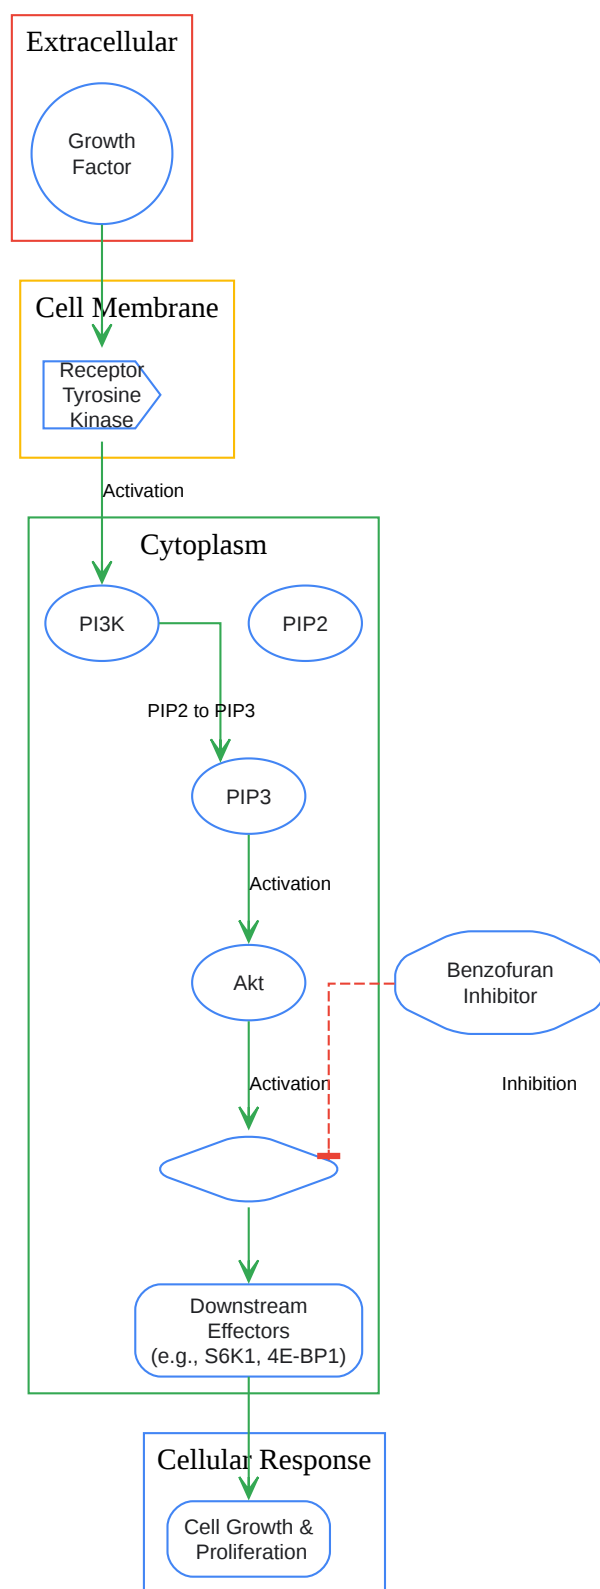 Extracellular
Growth
Factor
Cell Membrane
Receptor
Tyrosine
Kinase
Activation
Cytoplasm
PI3K
PIP2
PIP2 to PIP3
PIP3
Activation
Akt
Benzofuran
Inhibitor
Activation
Inhibition
Downstream
Effectors
(e.g., S6K1, 4E-BP1)
Cellular Response
Cell Growth &
Proliferation